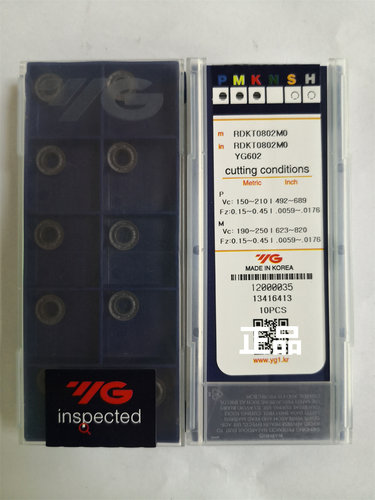 YG
YG
inspected
P M K N S H
m RDKT0802M0
in RDKT0802M0
YG602
cutting conditions
Metric Inch
P
Vc: 150~210 | 492~689
Fz:0.15~0.45 | .0059~.0176
M
Vc: 190~250 | 623~820
Fz:0.15~0.45 | .0059~.0176
YG
MADE IN KOREA
12000035
13416413
10PCS
正品
www.yg1.kr